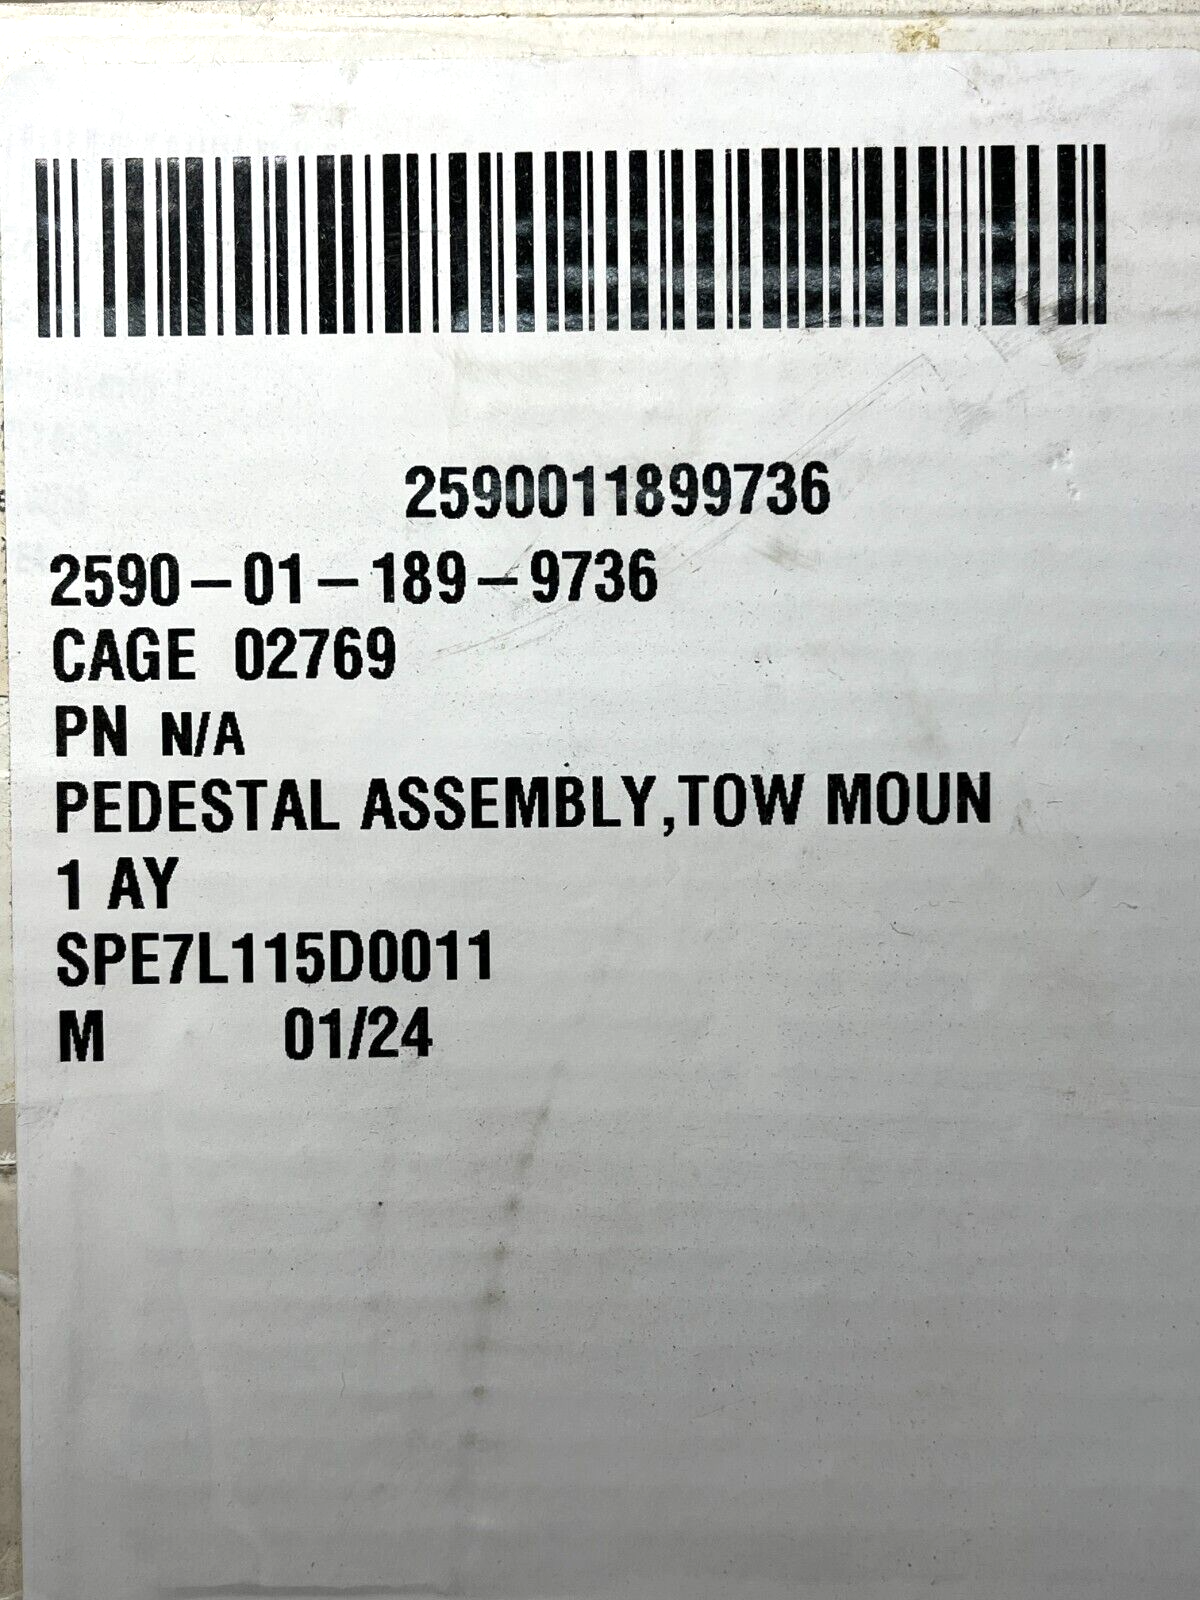 2590011899736
2590-01-189-9736
CAGE 02769
PN N/A
PEDESTAL ASSEMBLY,TOW MOUN
1 AY
SPE7L115D0011
M 01/24